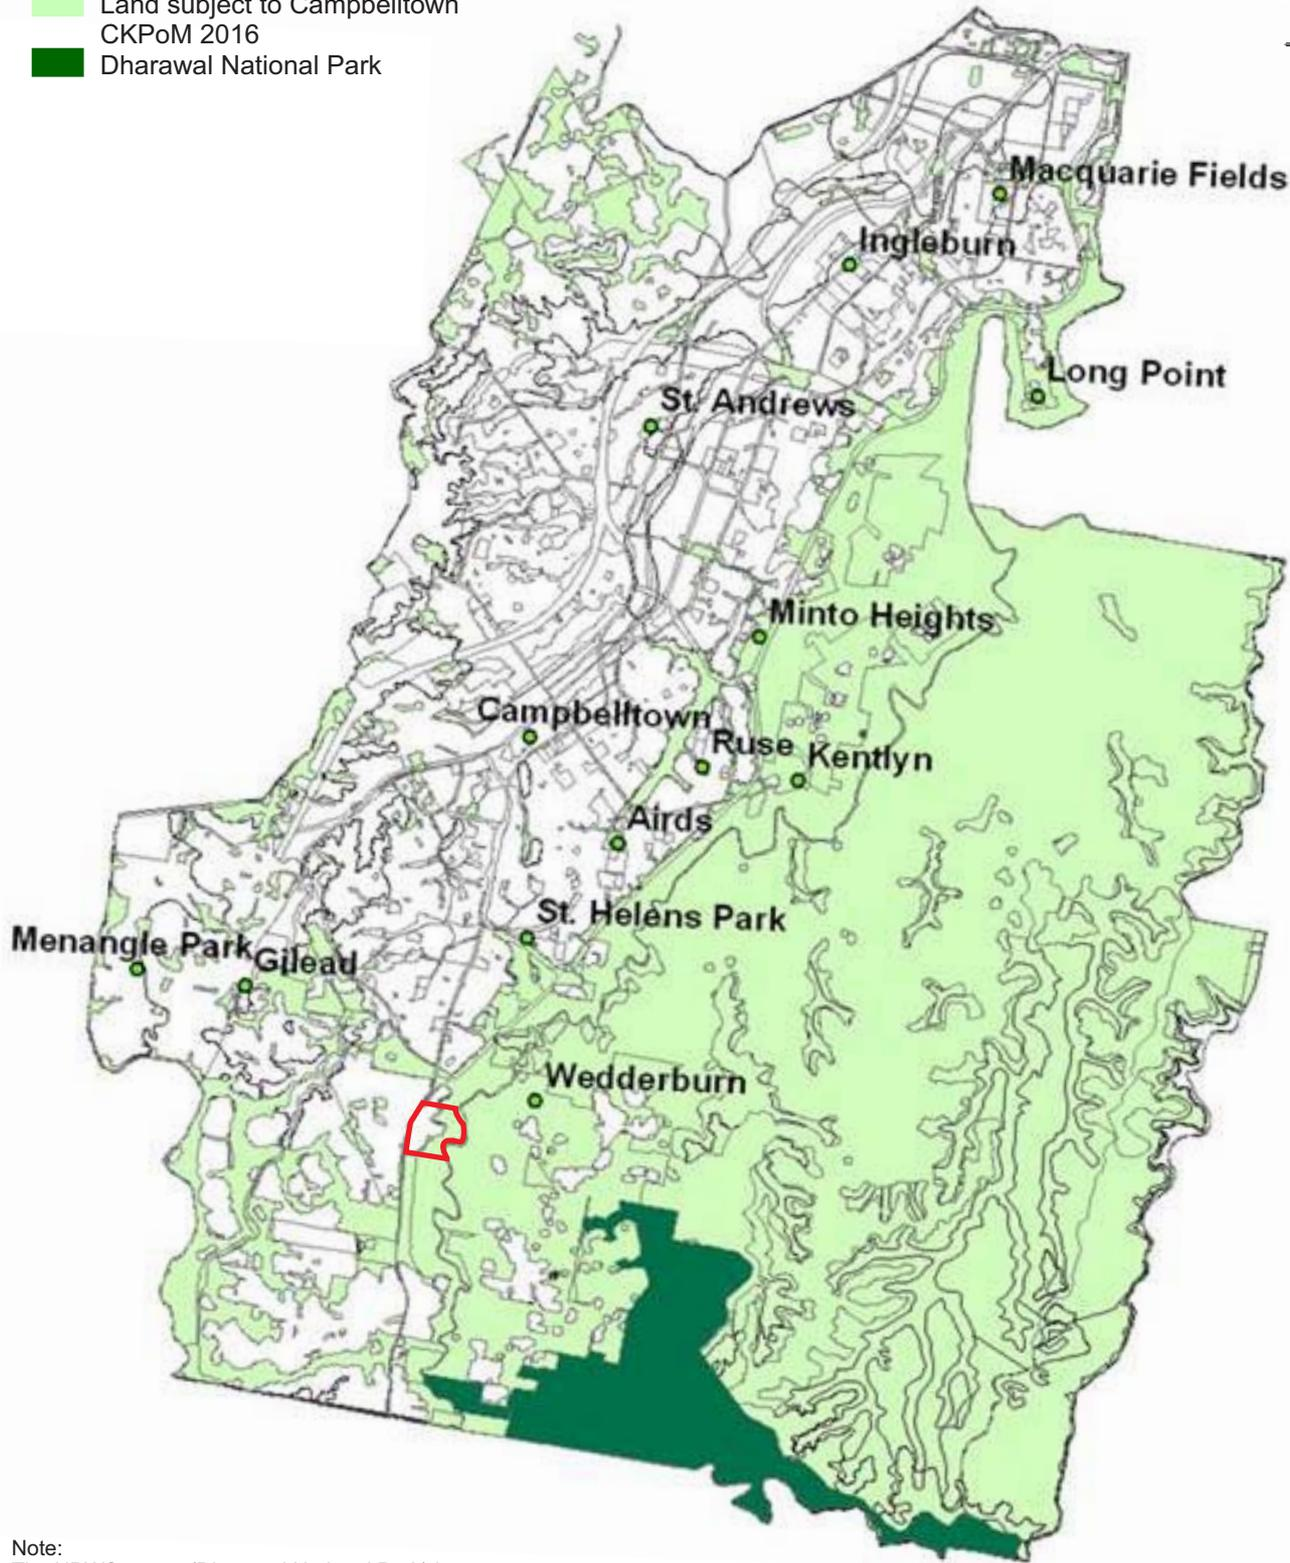 Land subject to Campbelltown
CKPoM 2016
Dharawal National Park
Macquarie Fields
Ingleburn
Long Point
St. Andrews
Minto Heights
Campbelltown
Ruse
Kentlyn
Airds
St. Helens Park
Menangle Park
Gilead
Wedderburn
Note: